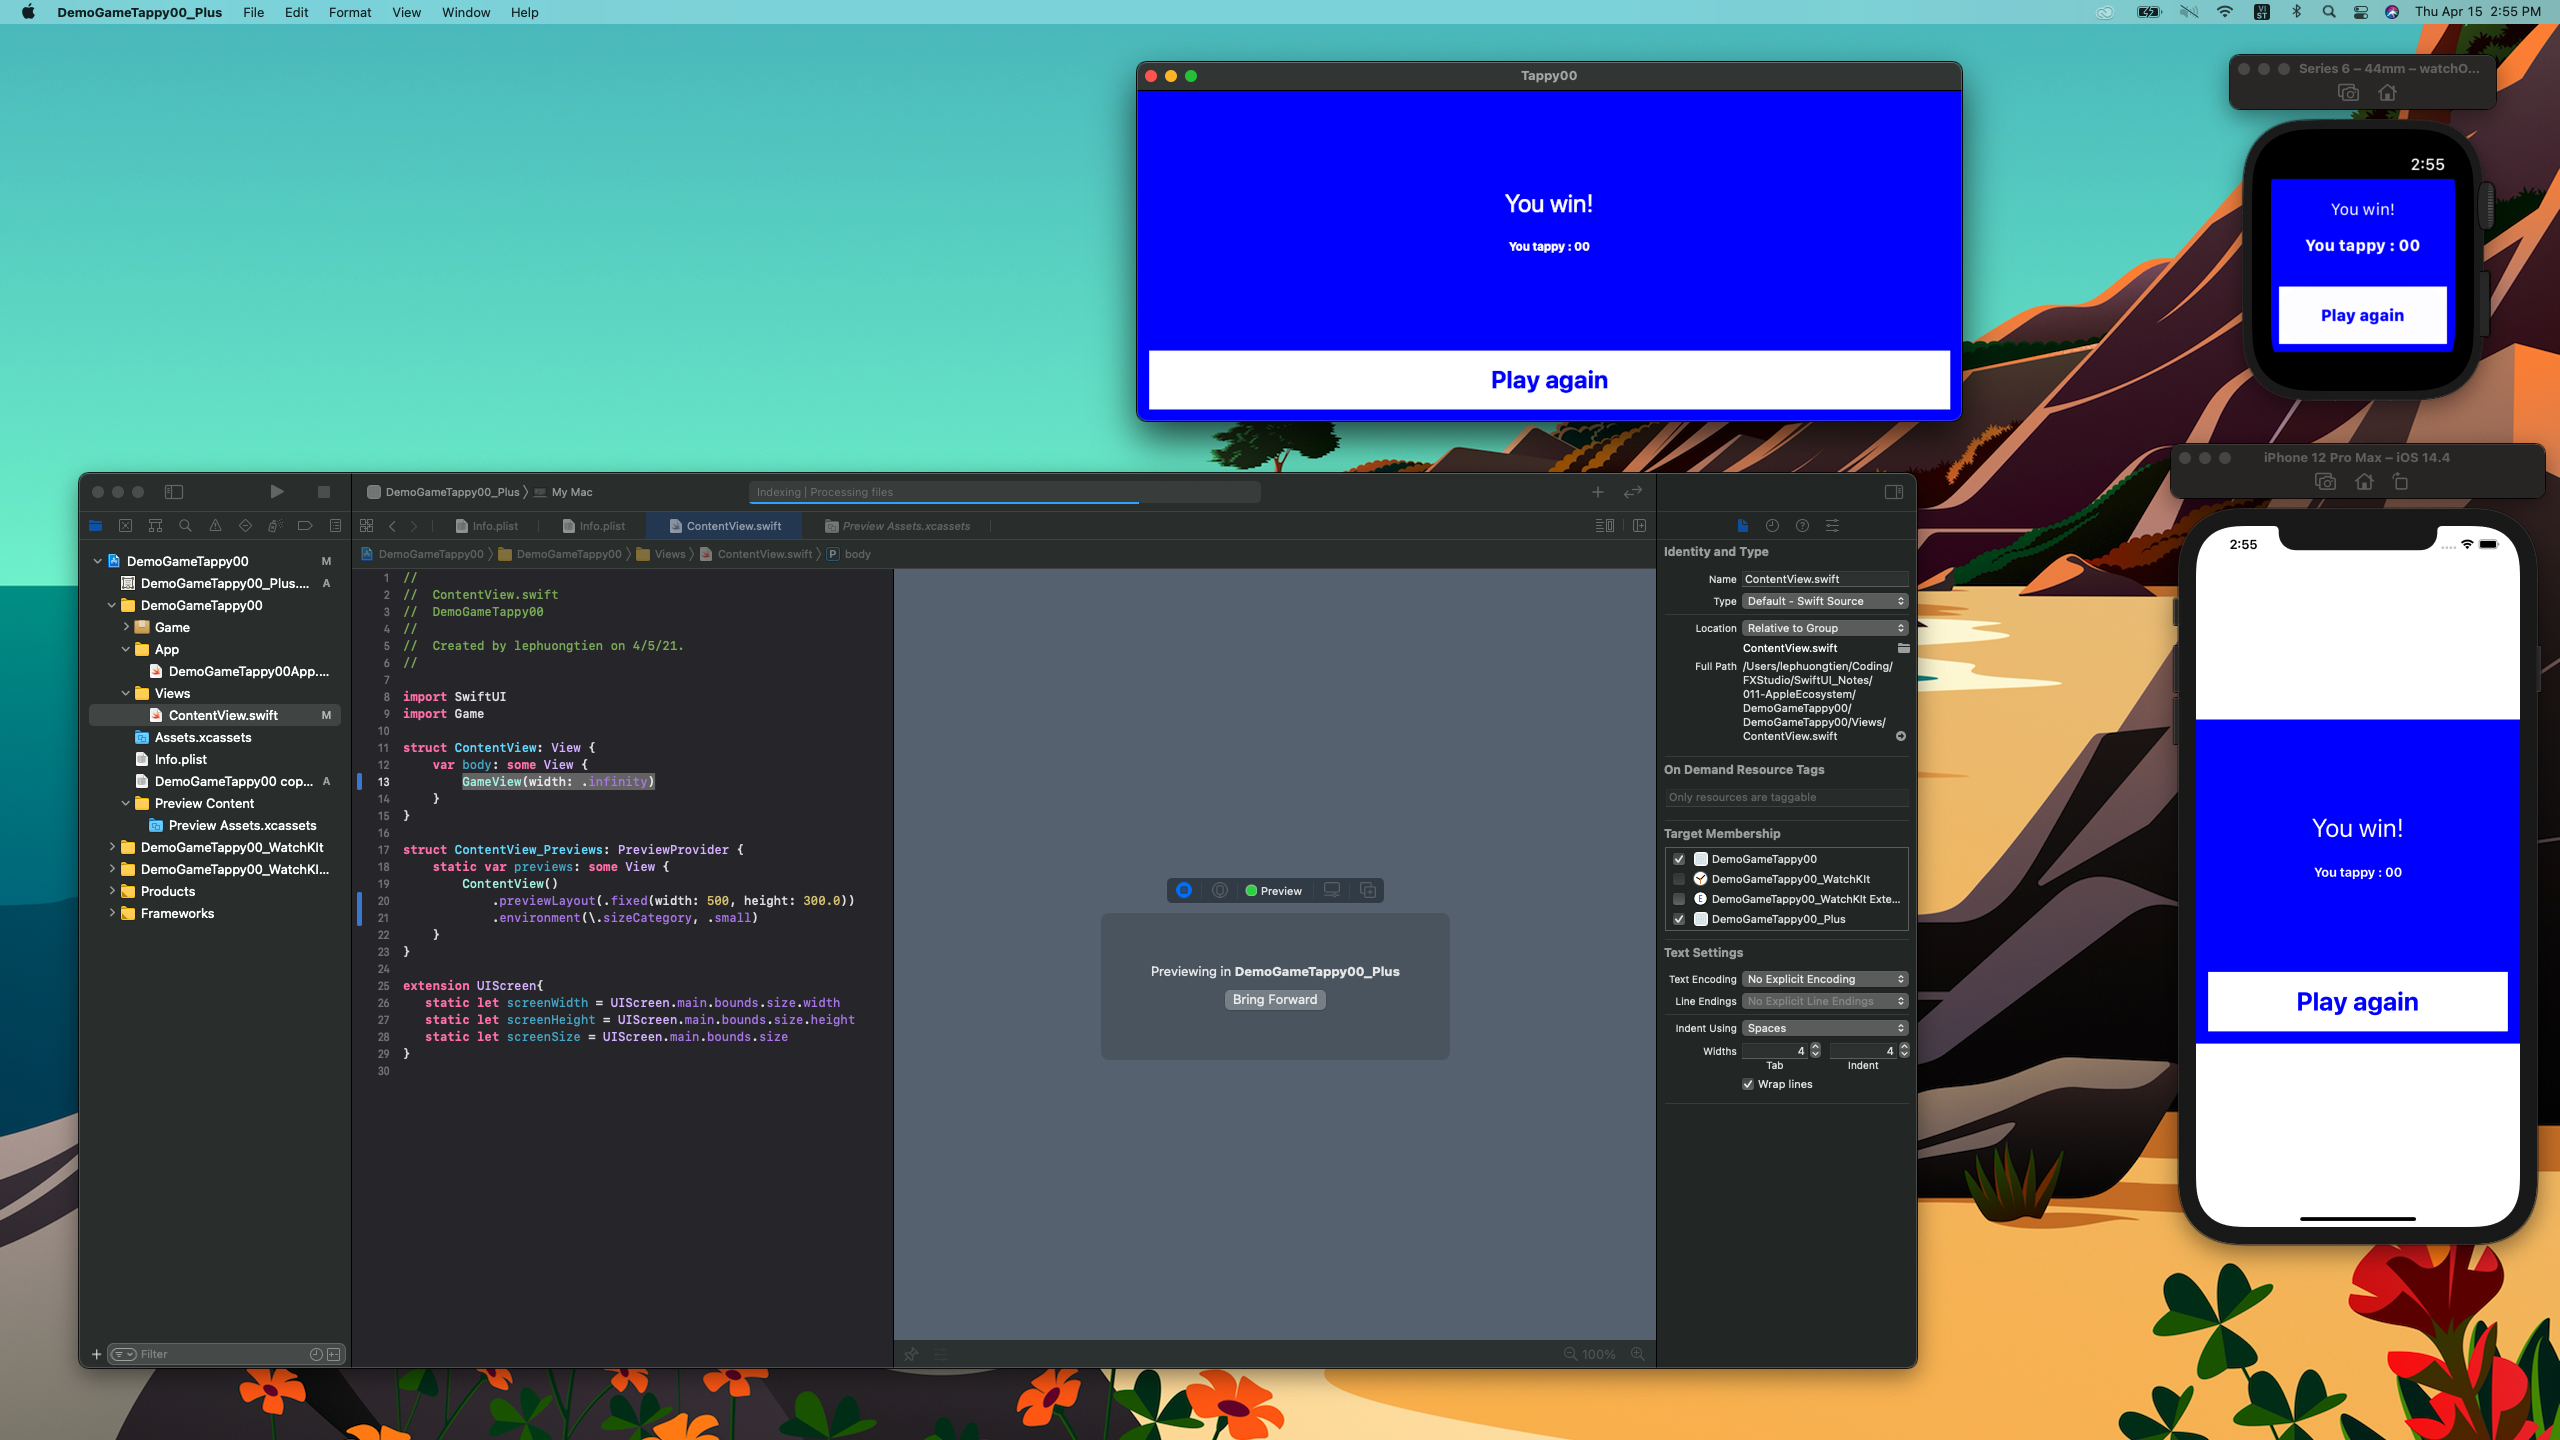 DemoGameTappy00_Plus File Edit Format View Window Help
VI ST Thu Apr 15 2:55 PM
Tappy00
You win!
You tappy : 00
Play again
Series 6 – 44mm – watchO...
2:55
You win!
You tappy : 00
Play again
iPhone 12 Pro Max – iOS 14.4
2:55
You win!
You tappy : 00
Play again
DemoGameTappy00_Plus My Mac
Indexing | Processing files
Info.plist
Info.plist
ContentView.swift
Preview Assets.xcassets
DemoGameTappy00 DemoGameTappy00 Views ContentView.swift P body
DemoGameTappy00 M
DemoGameTappy00_Plus.... A
DemoGameTappy00
Game
App
DemoGameTappy00App....
Views
ContentView.swift M
Assets.xcassets
Info.plist
DemoGameTappy00 cop... A
Preview Content
Preview Assets.xcassets
DemoGameTappy00_WatchKIt
DemoGameTappy00_WatchKI...
Products
Frameworks
Filter
1 //
2 //  ContentView.swift
3 //  DemoGameTappy00
4 //
5 //  Created by lephuongtien on 4/5/21.
6 //
7
8 import SwiftUI
9 import Game
10
11 struct ContentView: View {
12     var body: some View {
13         GameView(width: .infinity)
14     }
15 }
16
17 struct ContentView_Previews: PreviewProvider {
18     static var previews: some View {
19         ContentView()
20             .previewLayout(.fixed(width: 500, height: 300.0))
21             .environment(\.sizeCategory, .small)
22     }
23 }
24
25 extension UIScreen{
26    static let screenWidth = UIScreen.main.bounds.size.width
27    static let screenHeight = UIScreen.main.bounds.size.height
28    static let screenSize = UIScreen.main.bounds.size
29 }
30
Preview
Previewing in DemoGameTappy00_Plus
Bring Forward
100%
Identity and Type
Name ContentView.swift
Type Default - Swift Source
Location Relative to Group
ContentView.swift
Full Path /Users/lephuongtien/Coding/
FXStudio/SwiftUI_Notes/
011-AppleEcosystem/
DemoGameTappy00/
DemoGameTappy00/Views/
ContentView.swift
On Demand Resource Tags
Only resources are taggable
Target Membership
DemoGameTappy00
DemoGameTappy00_WatchKIt
E DemoGameTappy00_WatchKIt Exte...
DemoGameTappy00_Plus
Text Settings
Text Encoding No Explicit Encoding
Line Endings No Explicit Line Endings
Indent Using Spaces
Widths 4 4
Tab Indent
Wrap lines